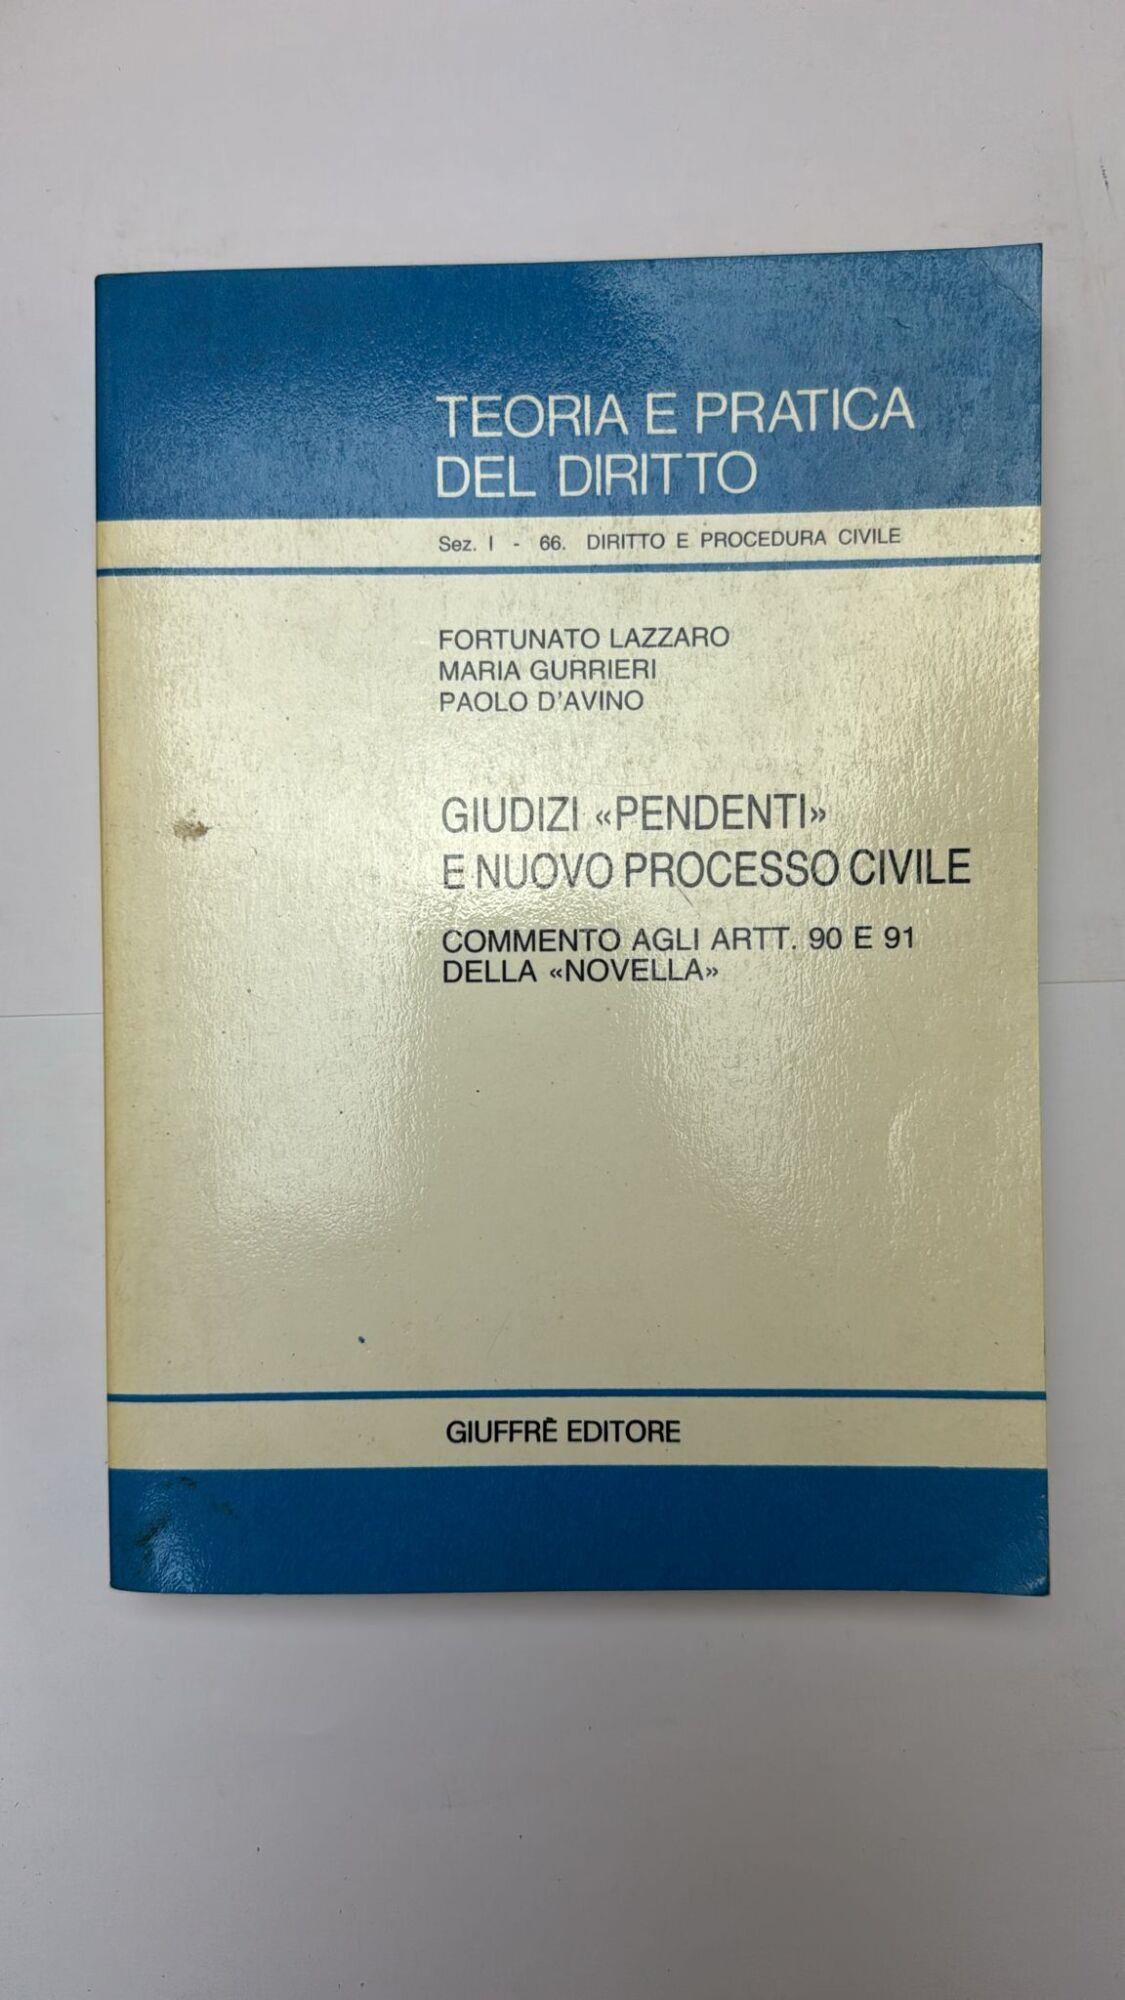 TEORIA E PRATICA
DEL DIRITTO
Sez. I - 66. DIRITTO E PROCEDURA CIVILE
FORTUNATO LAZZARO
MARIA GURRIERI
PAOLO D'AVINO
GIUDIZI «PENDENTI»
E NUOVO PROCESSO CIVILE
COMMENTO AGLI ARTT. 90 E 91
DELLA «NOVELLA»
GIUFFRÈ EDITORE